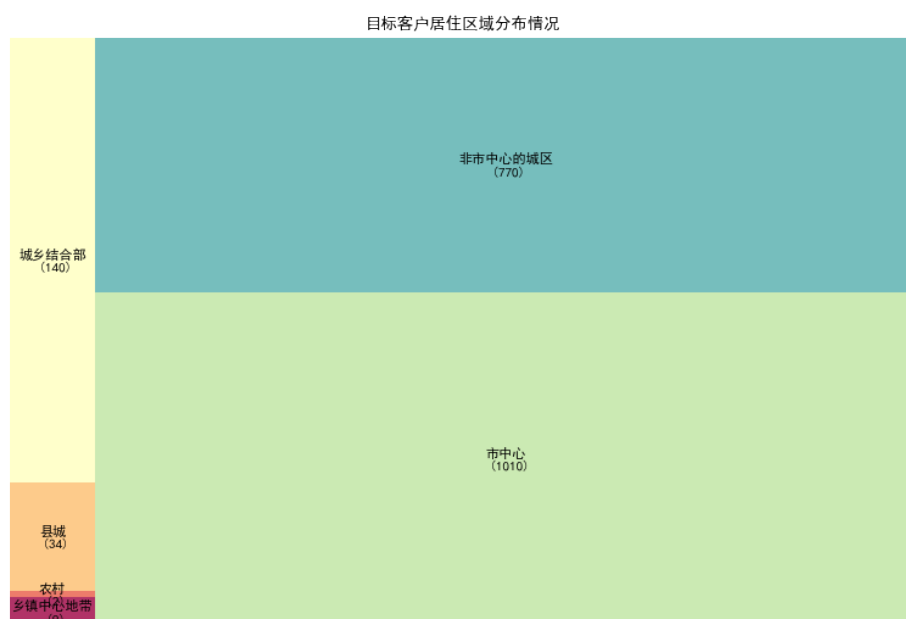 目标客户居住区域分布情况
非市中心的城区
(770)
城乡结合部
(140)
市中心
(1010)
县城
(34)
农村
乡镇中心地带